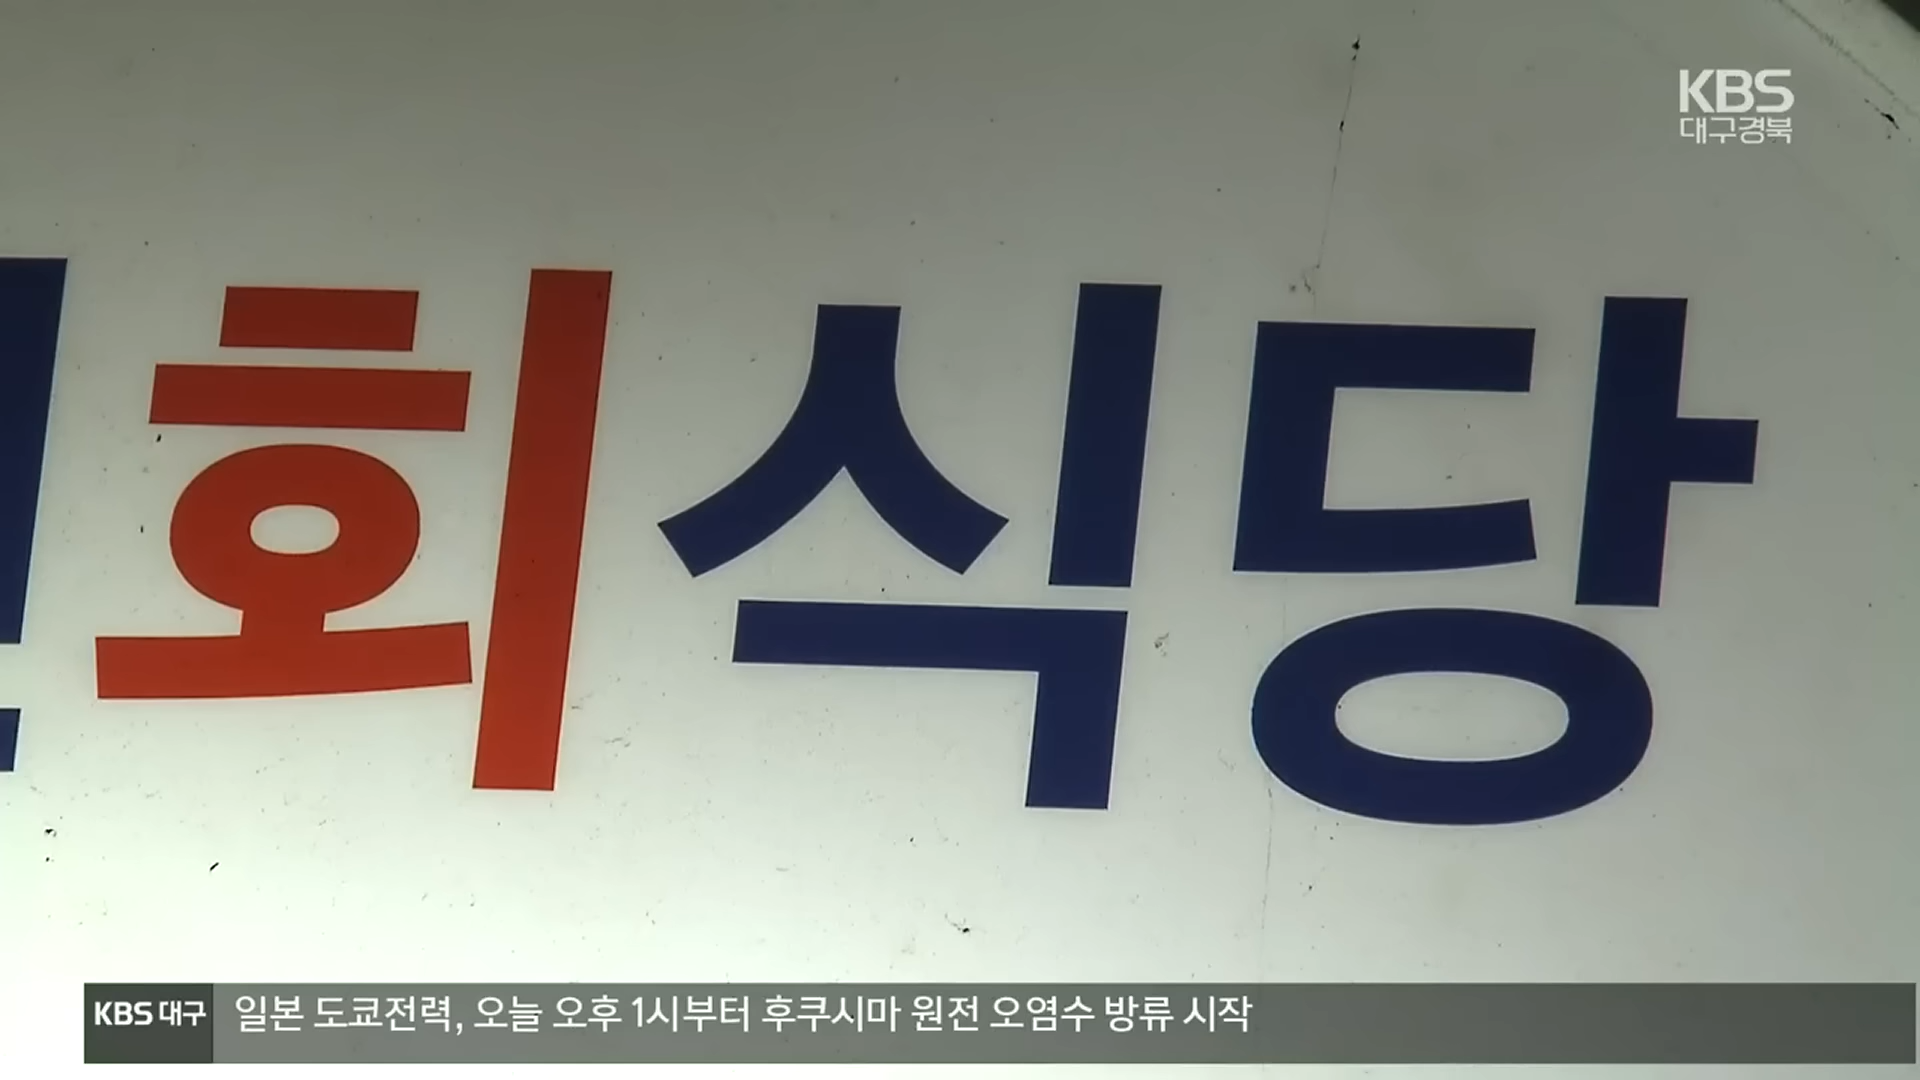 KBS
대구경북
회식당
KBS 대구 일본 도쿄전력, 오늘 오후 1시부터 후쿠시마 원전 오염수 방류 시작